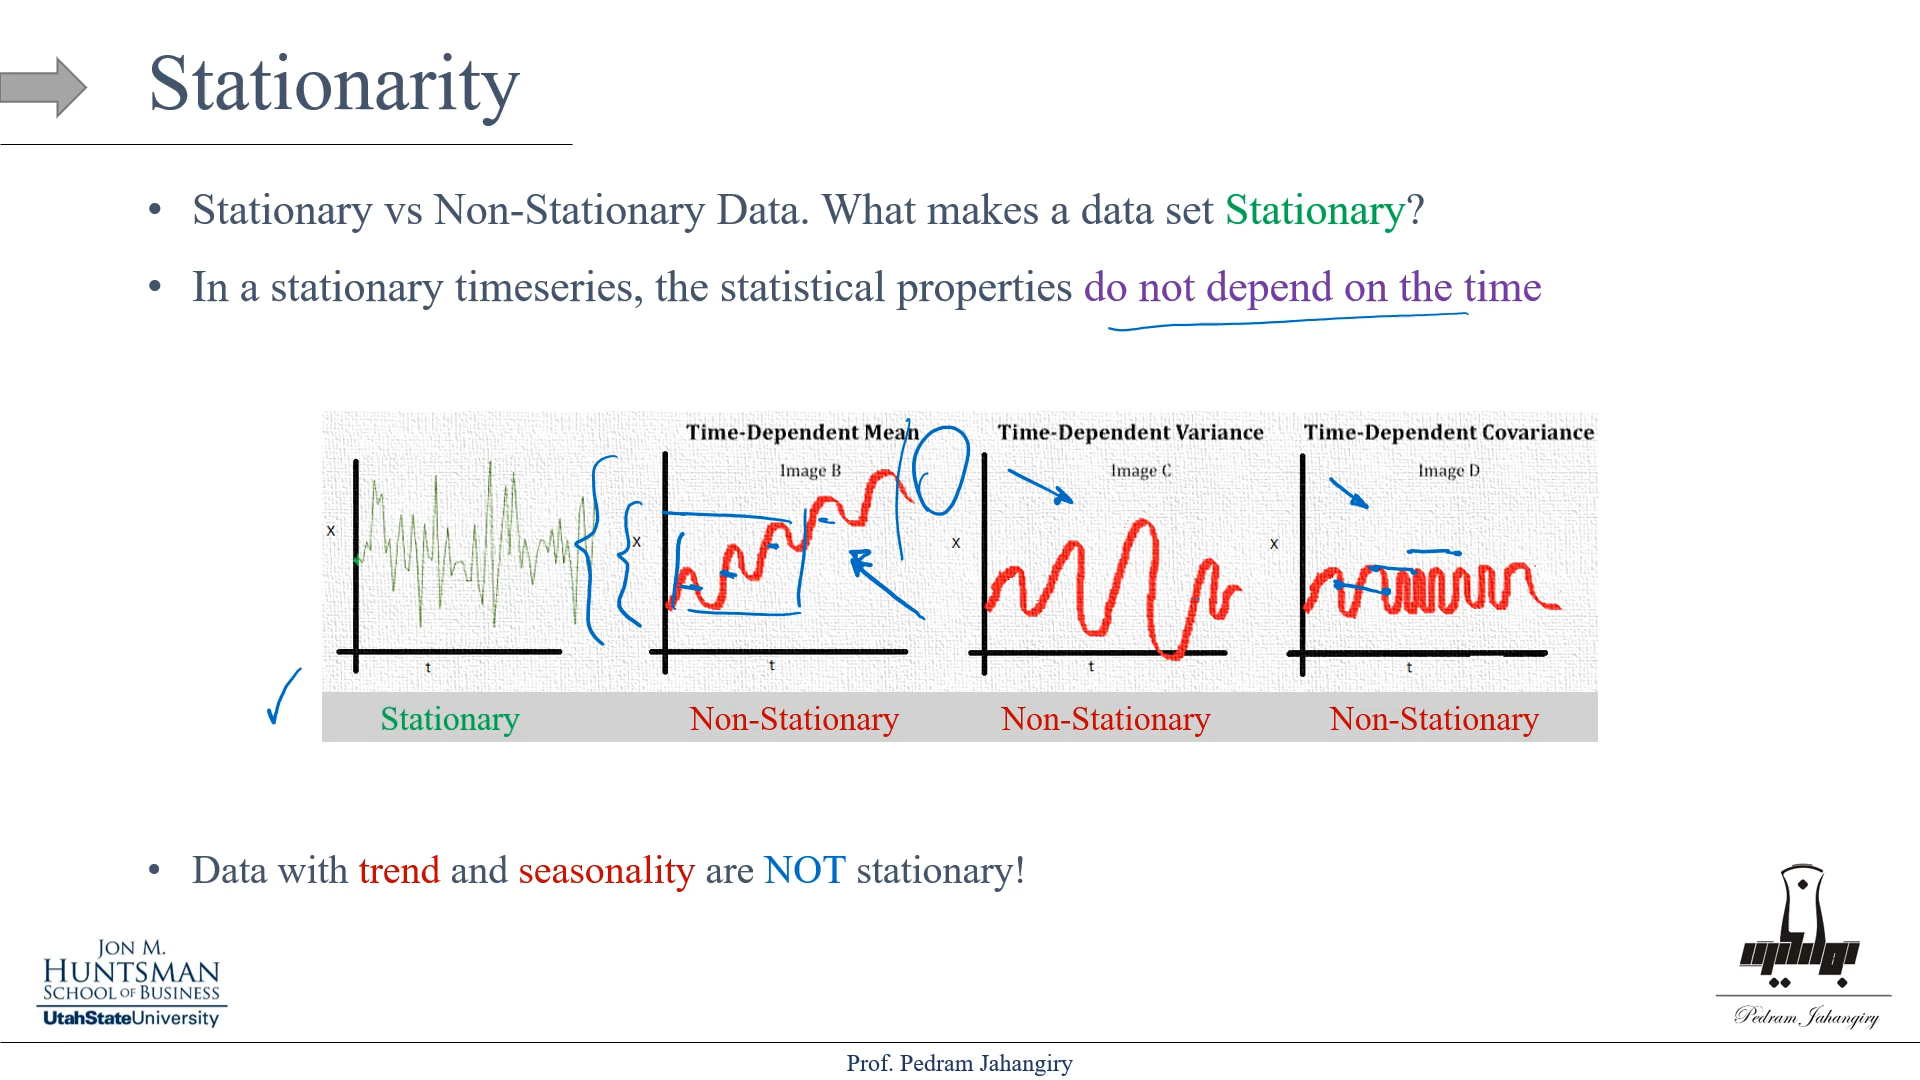 Stationarity
• Stationary vs Non-Stationary Data. What makes a data set Stationary?
• In a stationary timeseries, the statistical properties do not depend on the time
Time-Dependent Mean
Time-Dependent Variance
Time-Dependent Covariance
Image B
Image C
Image D
x
x
x
x
t
t
t
t
Stationary
Non-Stationary
Non-Stationary
Non-Stationary
• Data with trend and seasonality are NOT stationary!
JON M.
HUNTSMAN
SCHOOL OF BUSINESS
UtahStateUniversity
Pedram Jahangiry
Prof. Pedram Jahangiry